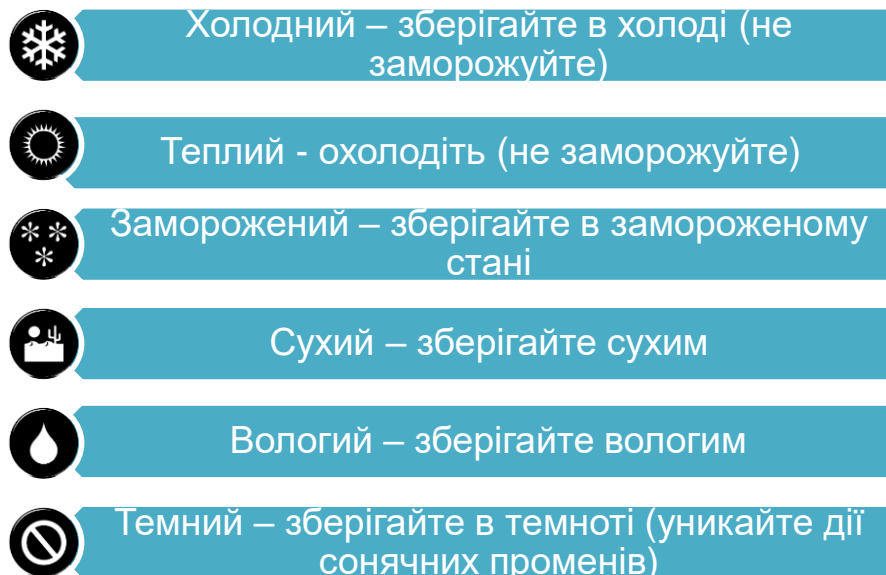 Холодний – зберігайте в холоді (не
заморожуйте)
Теплий - охолодіть (не заморожуйте)
Заморожений – зберігайте в замороженому
стані
Сухий – зберігайте сухим
Вологий – зберігайте вологим
Темний – зберігайте в темноті (уникайте дії
сонячних променів)